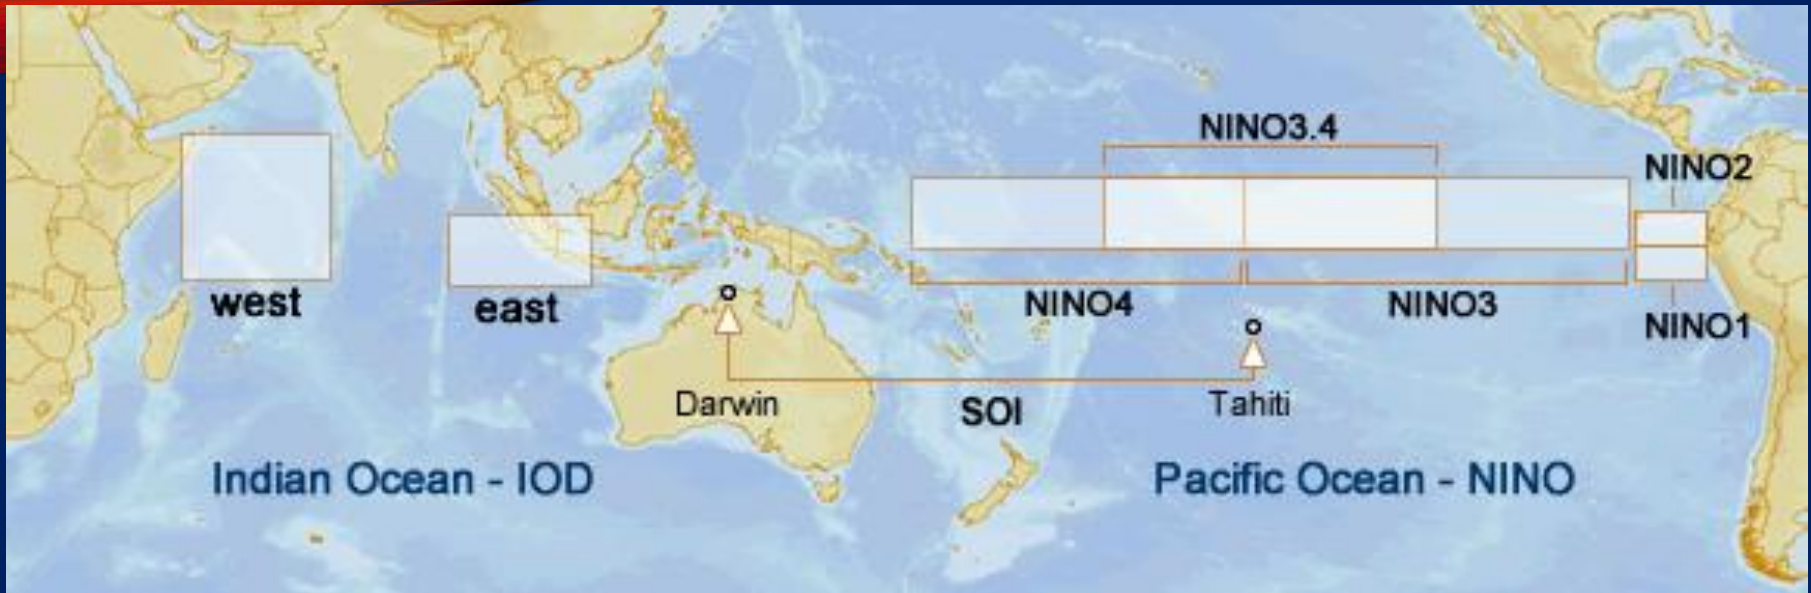 NINO3.4
NINO2
west
east
NINO4
NINO3
NINO1
Darwin
SOI
Tahiti
Indian Ocean - IOD
Pacific Ocean - NINO